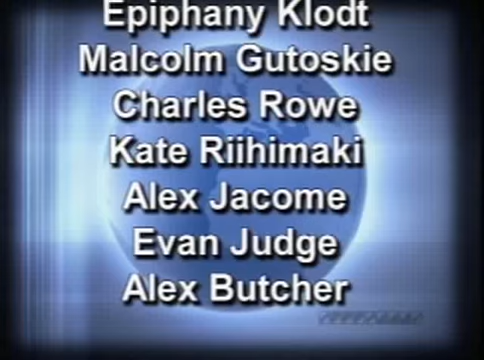 Epiphany Klodt
Malcolm Gutoskie
Charles Rowe
Kate Riihimaki
Alex Jacome
Evan Judge
Alex Butcher